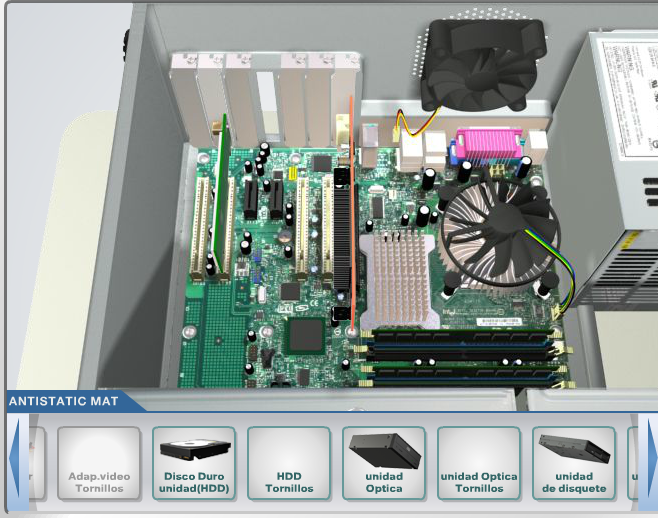 ANTISTATIC MAT
r
Adap.video
Tornillos
Disco Duro
unidad(HDD)
HDD
Tornillos
unidad
Optica
unidad Optica
Tornillos
unidad
de disquete
u